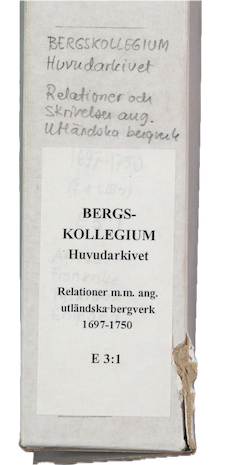 BERGSKOLLEGIUM
Huvudarkivet
Relationer och
Skrivelser ang.
Utländska bergverk
1697-1750
BERGS-
KOLLEGIUM
Huvudarkivet
Relationer m.m. ang.
utländska bergverk
1697-1750
E 3:1